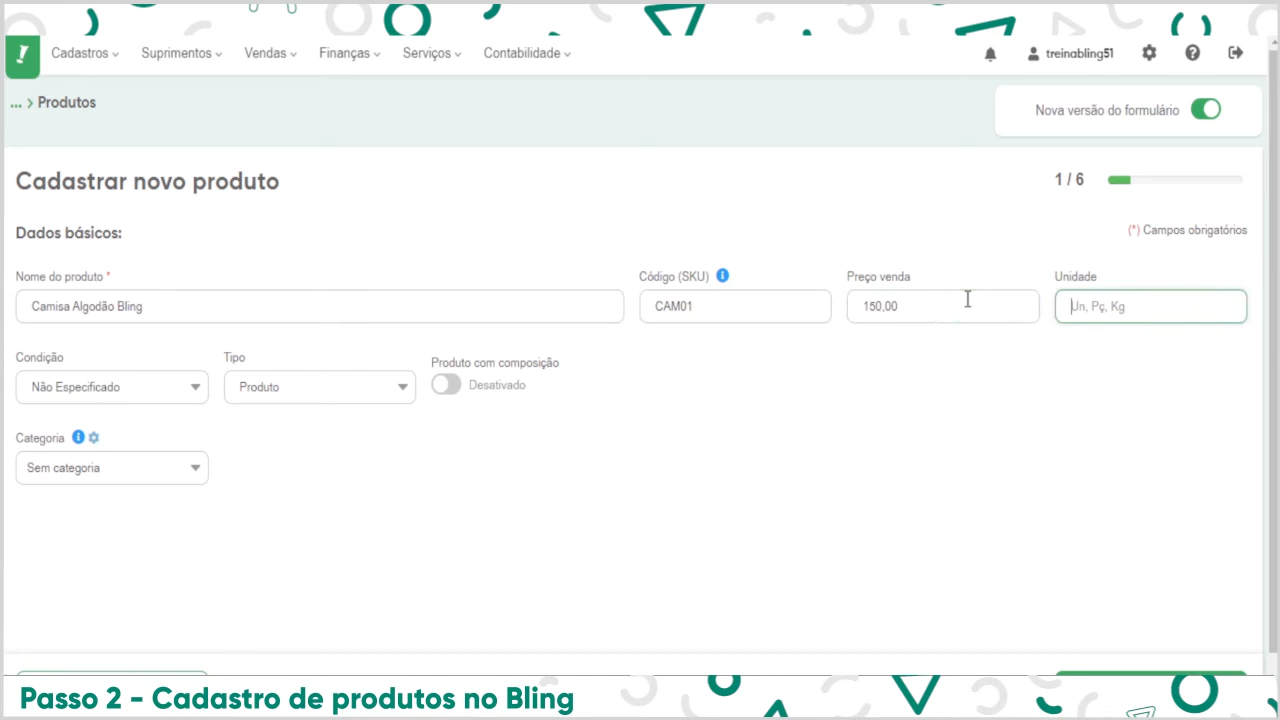 Cadastros Suprimentos Vendas Finanças Serviços Contabilidade treinabling51
... > Produtos
Nova versão do formulário
Cadastrar novo produto
1 / 6
Dados básicos:
(*) Campos obrigatórios
Nome do produto * Código (SKU) Preço venda Unidade
Camisa Algodão Bling CAM01 150,00 Un, Pç, Kg
Condição Tipo Produto com composição
Não Especificado Produto Desativado
Categoria
Sem categoria
Passo 2 - Cadastro de produtos no Bling